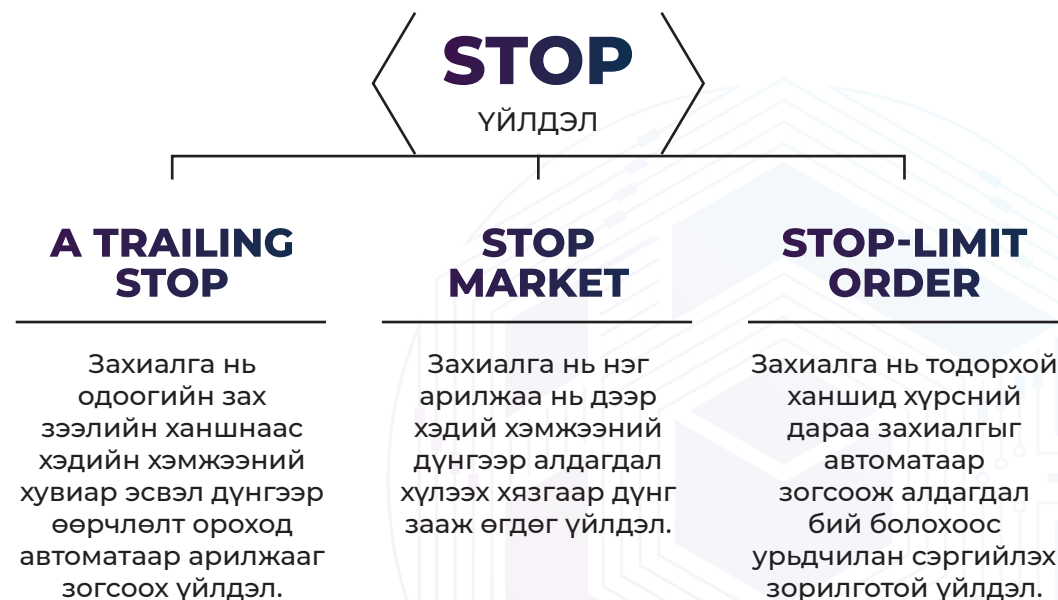 STOP
ҮЙЛДЭЛ
A TRAILING
STOP
Захиалга нь
одоогийн зах
зээлийн ханшнаас
хэдийн хэмжээний
хувиар эсвэл дүнгээр
өөрчлөлт ороход
автоматаар арилжааг
зогсоох үйлдэл.
STOP
MARKET
Захиалга нь нэг
арилжаа нь дээр
хэдий хэмжээний
дүнгээр алдагдал
хүлээх хязгаар дүнг
зааж өгдөг үйлдэл.
STOP-LIMIT
ORDER
Захиалга нь тодорхой
ханшид хүрсний
дараа захиалгыг
автоматаар
зогсоож алдагдал
бий болохоос
урьдчилан сэргийлэх
зорилготой үйлдэл.